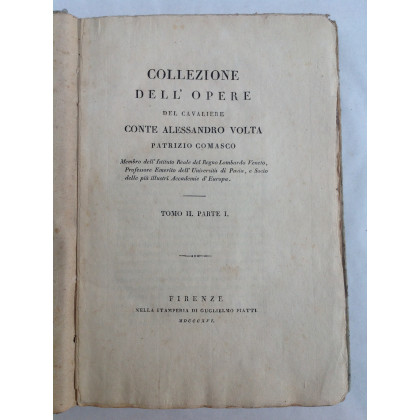 COLLEZIONE
DELL' OPERE
DEL CAVALIERE
CONTE ALESSANDRO VOLTA
PATRIZIO COMASCO
Membro dell' Istituto Reale del Regno Lombardo Veneto,
Professore Emerito dell' Università di Pavia, e Socio
delle più illustri Accademie d' Europa.
TOMO II. PARTE I.
FIRENZE
NELLA STAMPERIA DI GUGLIELMO PIATTI
MDCCCXVI.